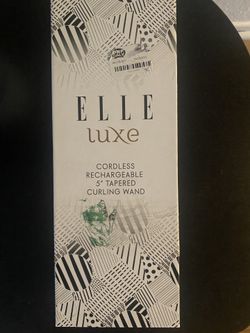 ELLE
luxe
CORDLESS
RECHARGEABLE
5" TAPERED
CURLING WAND